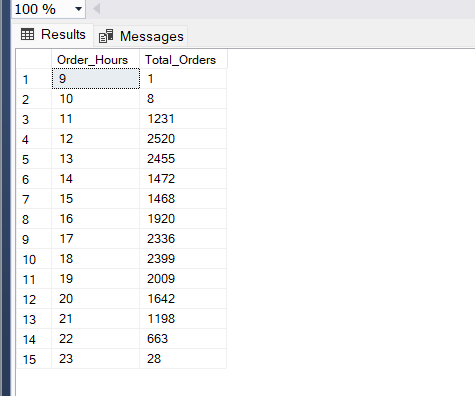 100 %
Results Messages
Order_Hours Total_Orders
1 9 1
2 10 8
3 11 1231
4 12 2520
5 13 2455
6 14 1472
7 15 1468
8 16 1920
9 17 2336
10 18 2399
11 19 2009
12 20 1642
13 21 1198
14 22 663
15 23 28